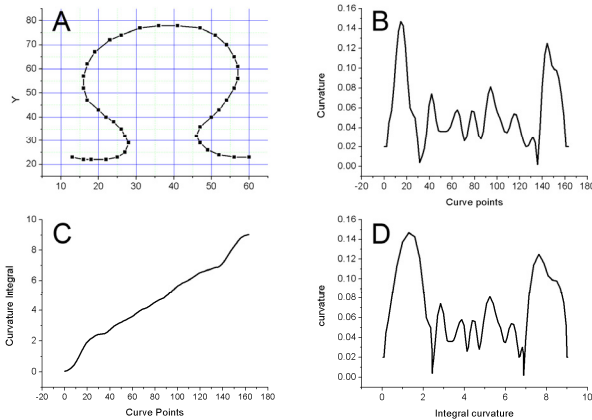 A
80
70
60
50
40
30
20
Y
10 20 30 40 50 60
B
0.16
0.14
0.12
0.10
0.08
0.06
0.04
0.02
0.00
Curvature
-20 0 20 40 60 80 100 120 140 160 180
Curve points
C
10
8
6
4
2
0
Curvature Integral
-20 0 20 40 60 80 100 120 140 160 180
Curve Points
D
0.16
0.14
0.12
0.10
0.08
0.06
0.04
0.02
0.00
curvature
0 2 4 6 8 10
Integral curvature